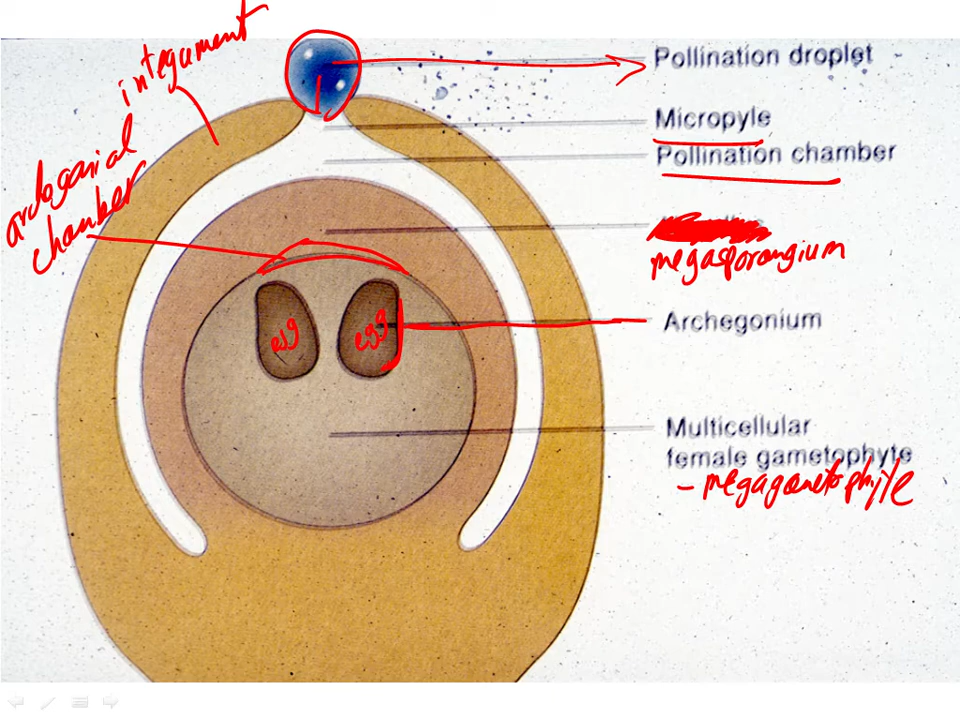 integument
archegonial
chamber
Pollination droplet
Micropyle
Pollination chamber
megasporangium
egg
egg
Archegonium
Multicellular
female gametophyte
- megagametophyte